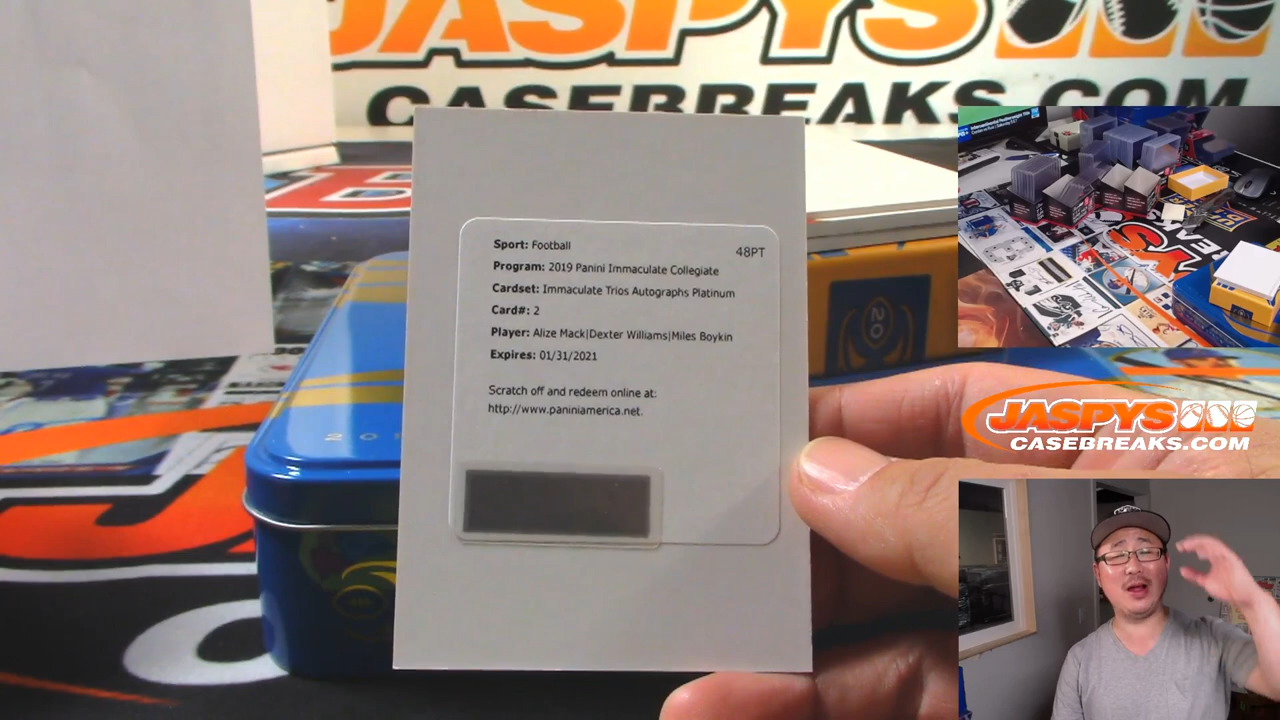 JASPYS
CASEBREAKS.COM
Sport: Football
48PT
Program: 2019 Panini Immaculate Collegiate
Cardset: Immaculate Trios Autographs Platinum
Card#: 2
Player: Alize Mack|Dexter Williams|Miles Boykin
Expires: 01/31/2021
Scratch off and redeem online at:
http://www.paniniamerica.net.
20
JASPYS
CASEBREAKS.COM